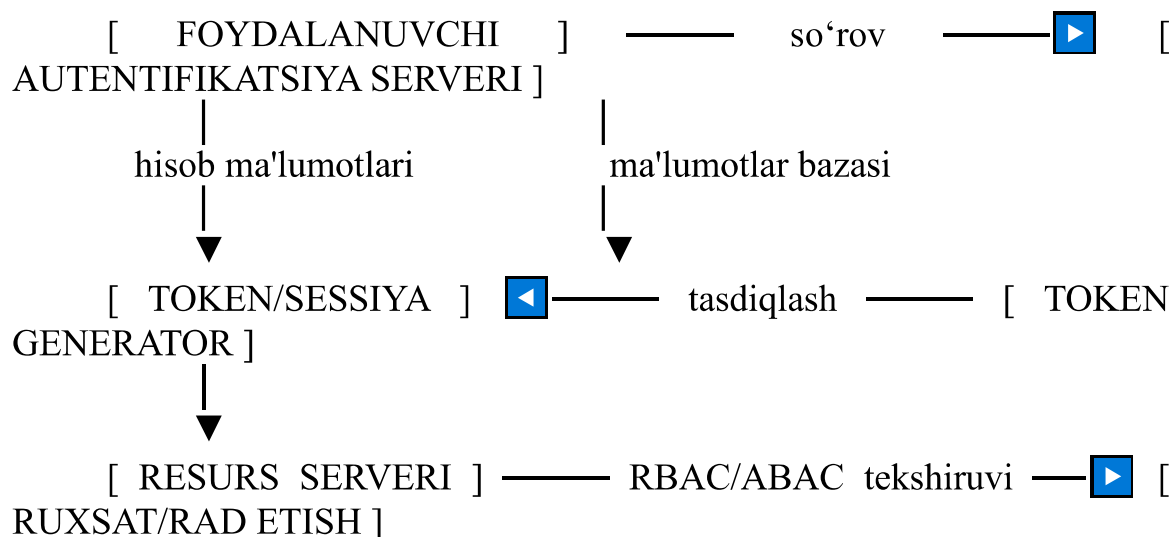 [ FOYDALANUVCHI ] ─── so‘rov ───▶ [
AUTENTIFIKATSIYA SERVERI ]
│ │
hisob ma'lumotlari ma'lumotlar bazasi
│ │
▼ ▼
[ TOKEN/SESSIYA ] ◀─── tasdiqlash ─── [ TOKEN
GENERATOR ]
│
▼
[ RESURS SERVERI ] ─── RBAC/ABAC tekshiruvi ─▶ [
RUXSAT/RAD ETISH ]